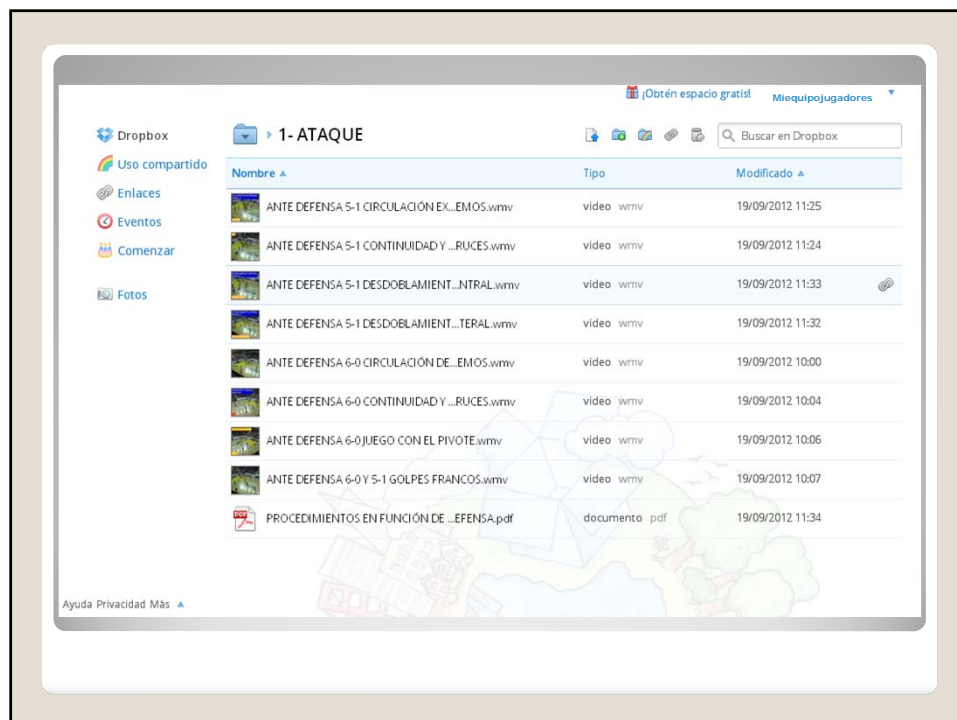 ¡Obtén espacio gratis! Miequipojugadores
Dropbox
Uso compartido
Enlaces
Eventos
Comenzar
Fotos
1- ATAQUE
Buscar en Dropbox
Nombre Tipo Modificado
ANTE DEFENSA 5-1 CIRCULACIÓN EX...EMOS.wmv video wmv 19/09/2012 11:25
ANTE DEFENSA 5-1 CONTINUIDAD Y ...RUCES.wmv video wmv 19/09/2012 11:24
ANTE DEFENSA 5-1 DESDOBLAMIENT...NTRAL.wmv video wmv 19/09/2012 11:33
ANTE DEFENSA 5-1 DESDOBLAMIENT...TERAL.wmv video wmv 19/09/2012 11:32
ANTE DEFENSA 6-0 CIRCULACIÓN DE...EMOS.wmv video wmv 19/09/2012 10:00
ANTE DEFENSA 6-0 CONTINUIDAD Y ...RUCES.wmv video wmv 19/09/2012 10:04
ANTE DEFENSA 6-0 JUEGO CON EL PIVOTE.wmv video wmv 19/09/2012 10:06
ANTE DEFENSA 6-0 Y 5-1 GOLPES FRANCOS.wmv video wmv 19/09/2012 10:07
PDF
PROCEDIMIENTOS EN FUNCIÓN DE ...EFENSA.pdf documento pdf 19/09/2012 11:34
Ayuda Privacidad Más